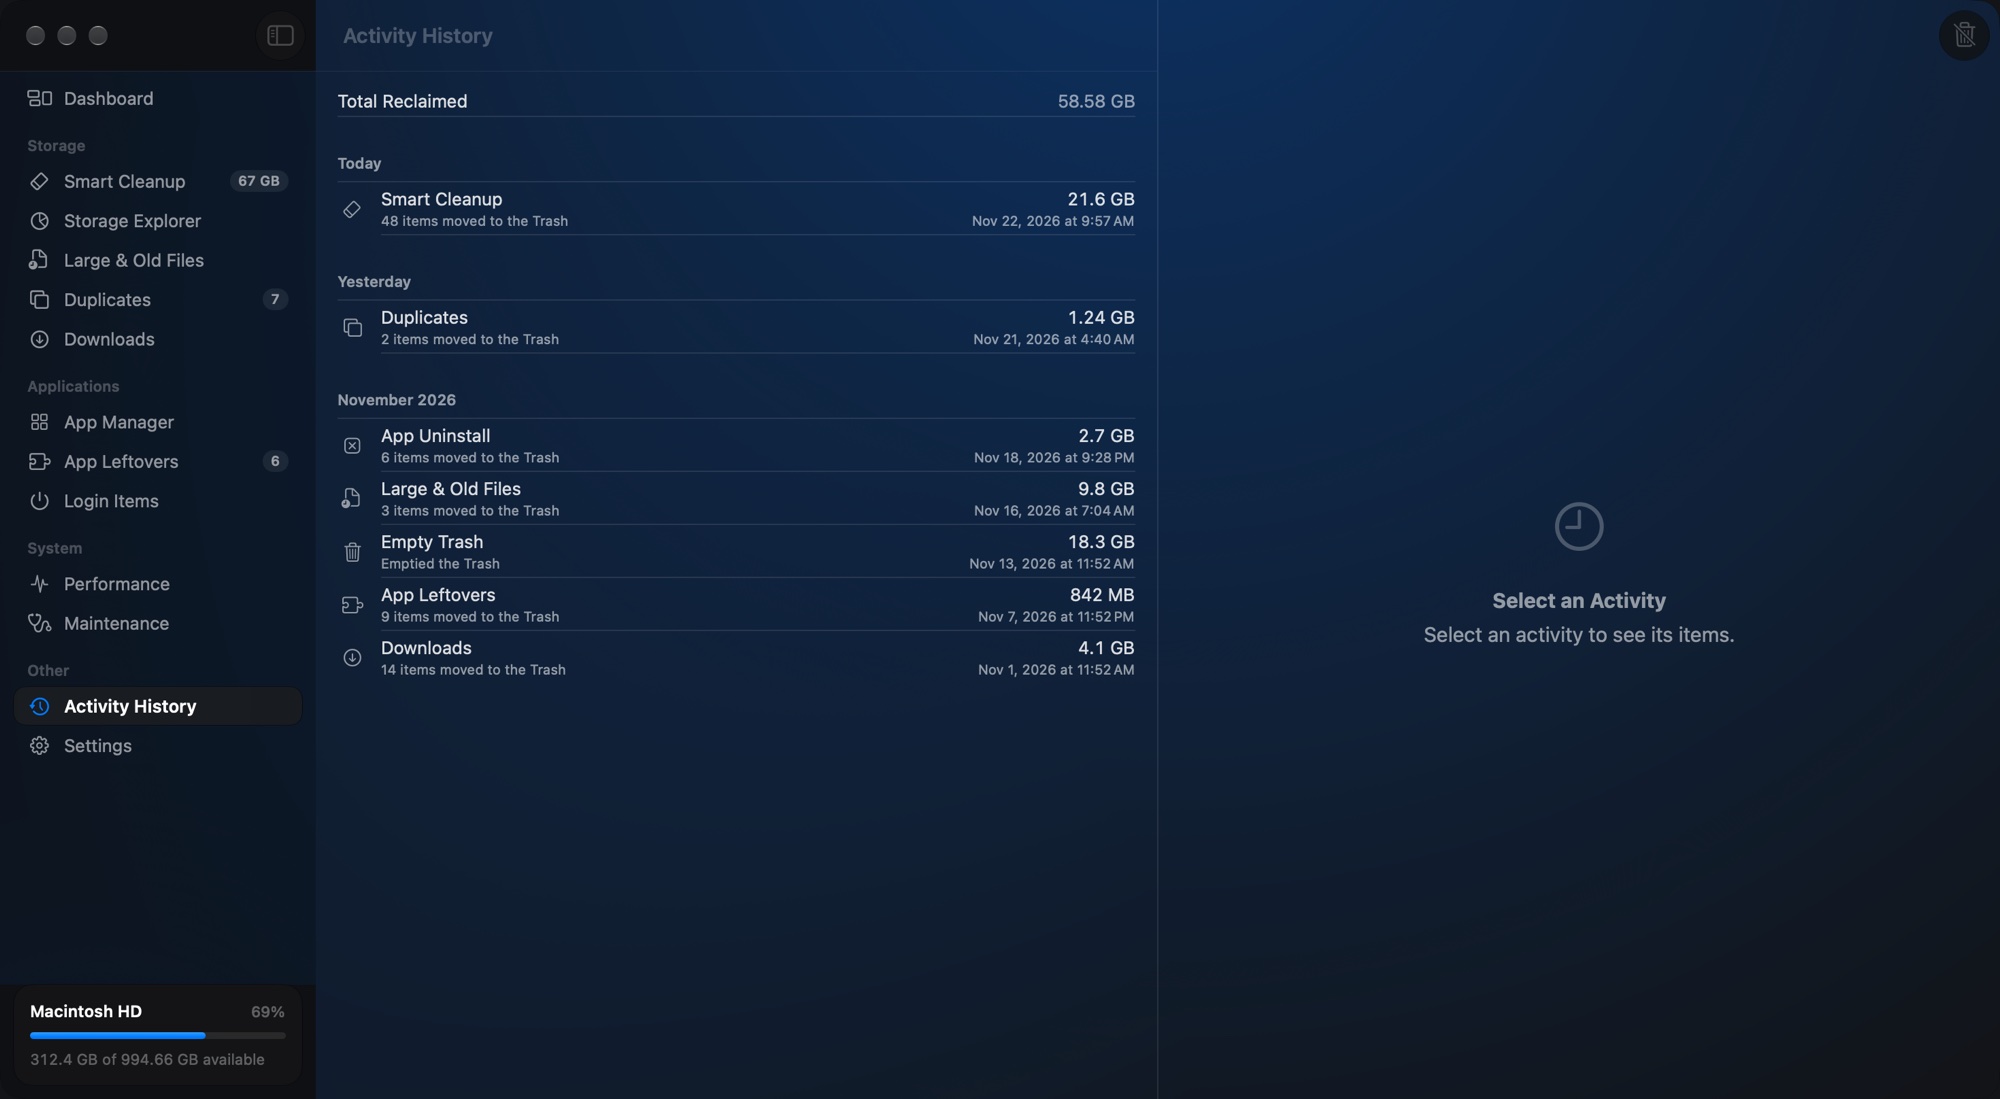 Dashboard
Storage
Smart Cleanup 67 GB
Storage Explorer
Large & Old Files
Duplicates 7
Downloads
Applications
App Manager
App Leftovers 6
Login Items
System
Performance
Maintenance
Other
Activity History
Settings
Macintosh HD 69%
312.4 GB of 994.66 GB available
Activity History
Total Reclaimed 58.58 GB
Today
Smart Cleanup 21.6 GB
48 items moved to the Trash Nov 22, 2026 at 9:57 AM
Yesterday
Duplicates 1.24 GB
2 items moved to the Trash Nov 21, 2026 at 4:40 AM
November 2026
App Uninstall 2.7 GB
6 items moved to the Trash Nov 18, 2026 at 9:28 PM
Large & Old Files 9.8 GB
3 items moved to the Trash Nov 16, 2026 at 7:04 AM
Empty Trash 18.3 GB
Emptied the Trash Nov 13, 2026 at 11:52 AM
App Leftovers 842 MB
9 items moved to the Trash Nov 7, 2026 at 11:52 PM
Downloads 4.1 GB
14 items moved to the Trash Nov 1, 2026 at 11:52 AM
Select an Activity
Select an activity to see its items.